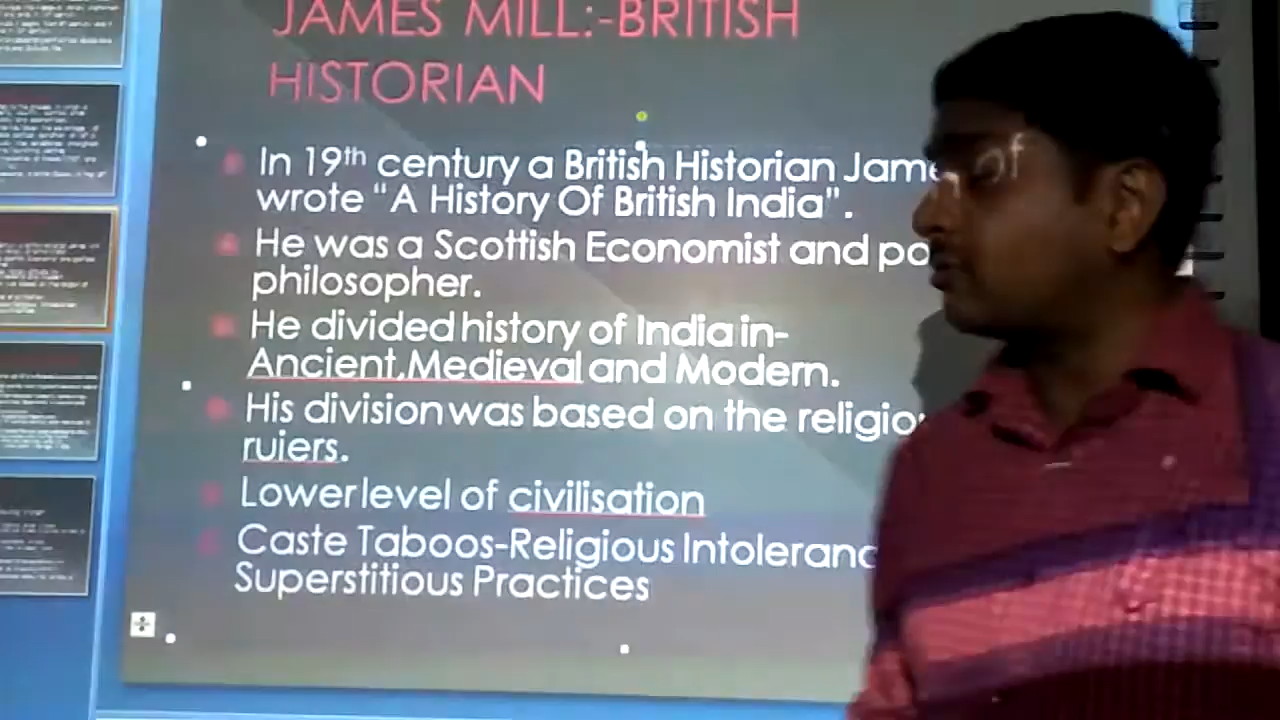 JAMES MILL:-BRITISH
HISTORIAN
In 19th century a British Historian Jame of
wrote "A History Of British India".
He was a Scottish Economist and po
philosopher.
He divided history of India in-
Ancient,Medieval and Modern.
His division was based on the religio
ruiers.
Lower level of civilisation
Caste Taboos-Religious Intoleranc
Superstitious Practices